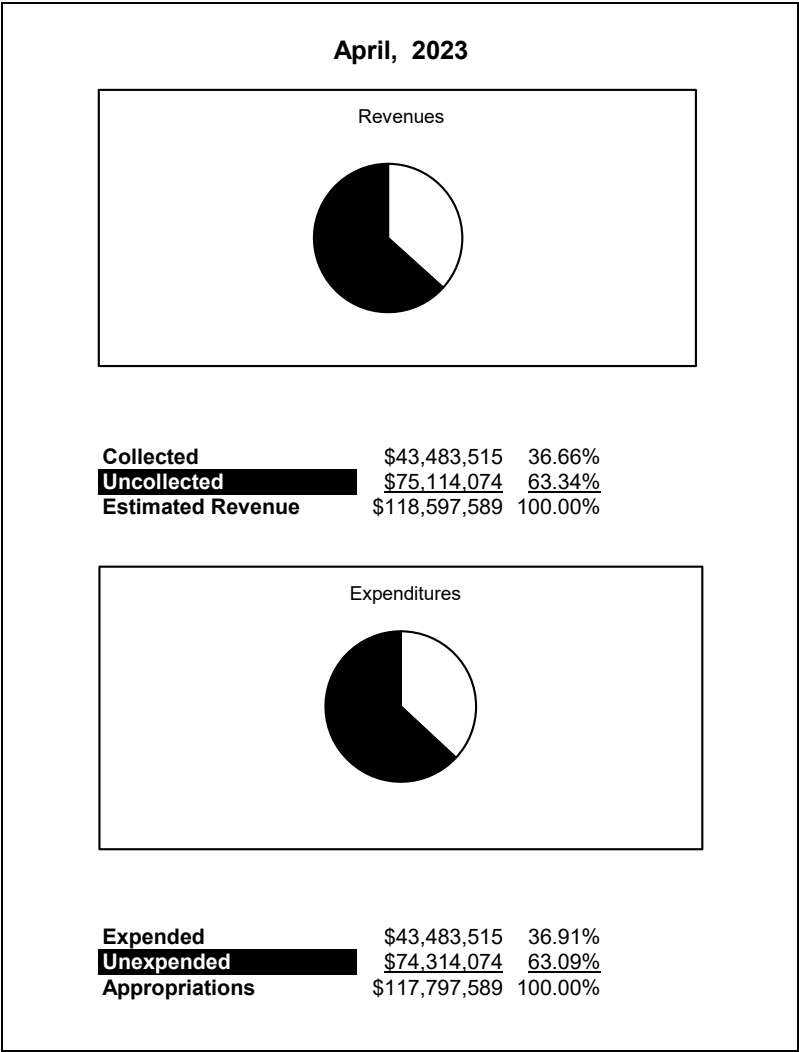 April, 2023
Revenues
Collected $43,483,515 36.66%
Uncollected $75,114,074 63.34%
Estimated Revenue $118,597,589 100.00%
Expenditures
Expended $43,483,515 36.91%
Unexpended $74,314,074 63.09%
Appropriations $117,797,589 100.00%